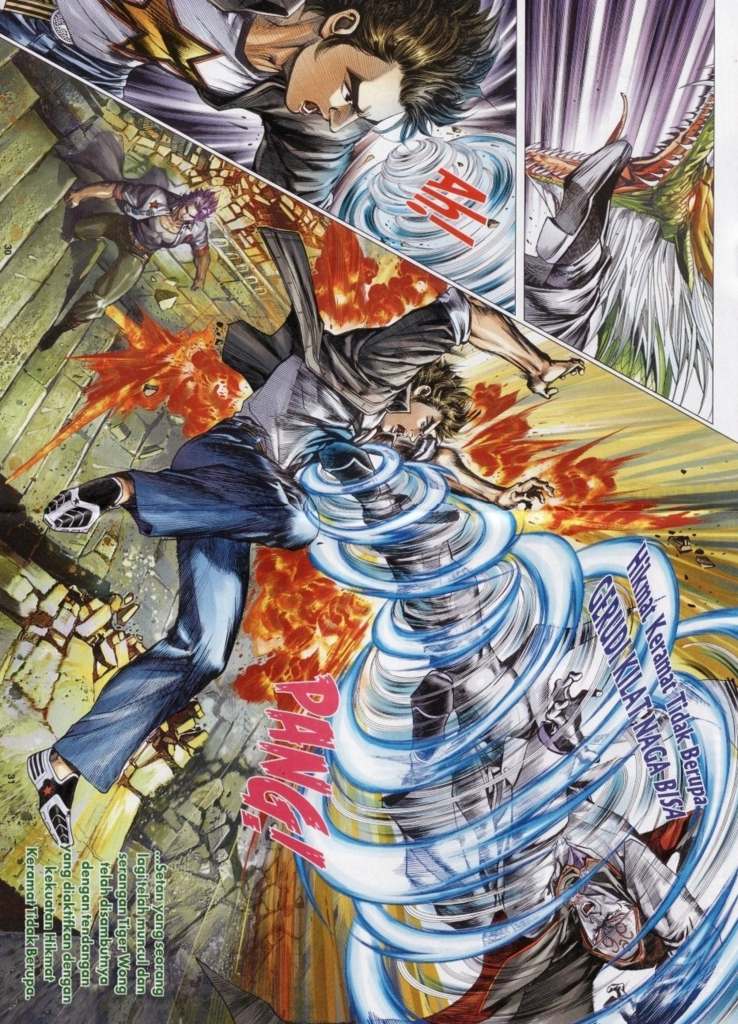 Ah!
Hikmat Keramat Tidak Berupa
GERUDI KILAT NAGA BISA
PANG!
...Setan yang seorang
lagi telah muncul dan
serangan Tiger Wong
telah disambutnya
dengan tendangan
yang diaktifkan dengan
kekuatan Hikmat
Keramat Tidak Berupa.
30
31